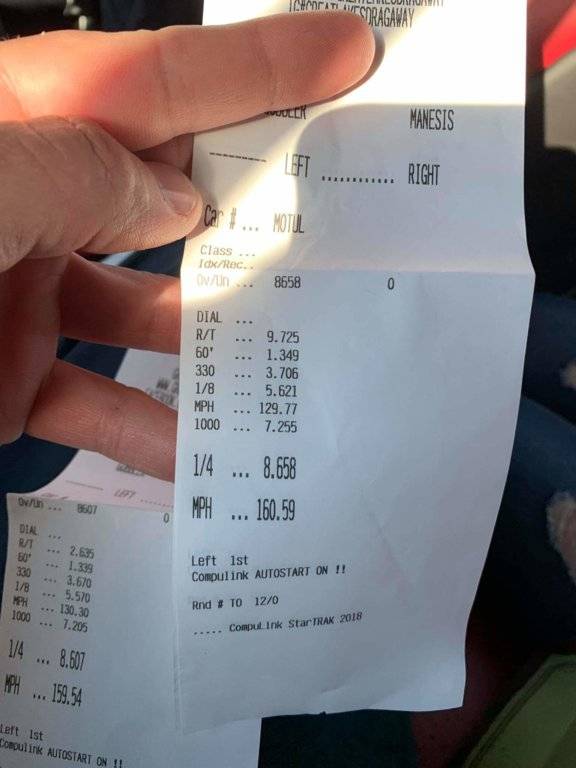 IG#GREATLAKESDRAGAWAY
MANESIS
LEFT ............ RIGHT
Car # ... MOTUL
Class ...
Idx/Rec..
Ov/Un ... 8658 0
DIAL ...
R/T ... 9.725
60' ... 1.349
330 ... 3.706
1/8 ... 5.621
MPH ... 129.77
1000 ... 7.255
1/4 ... 8.658
MPH ... 160.59
Left 1st
Compulink AUTOSTART ON !!
Rnd # TO 12/0
..... CompuLink StarTRAK 2018
LEFT
Ov/Un ... 8607 0
DIAL ...
R/T ... 2.635
60' ... 1.339
330 ... 3.670
1/8 ... 5.570
MPH ... 130.30
1000 ... 7.205
1/4 ... 8.607
MPH ... 159.54
Left 1st
Compulink AUTOSTART ON !!